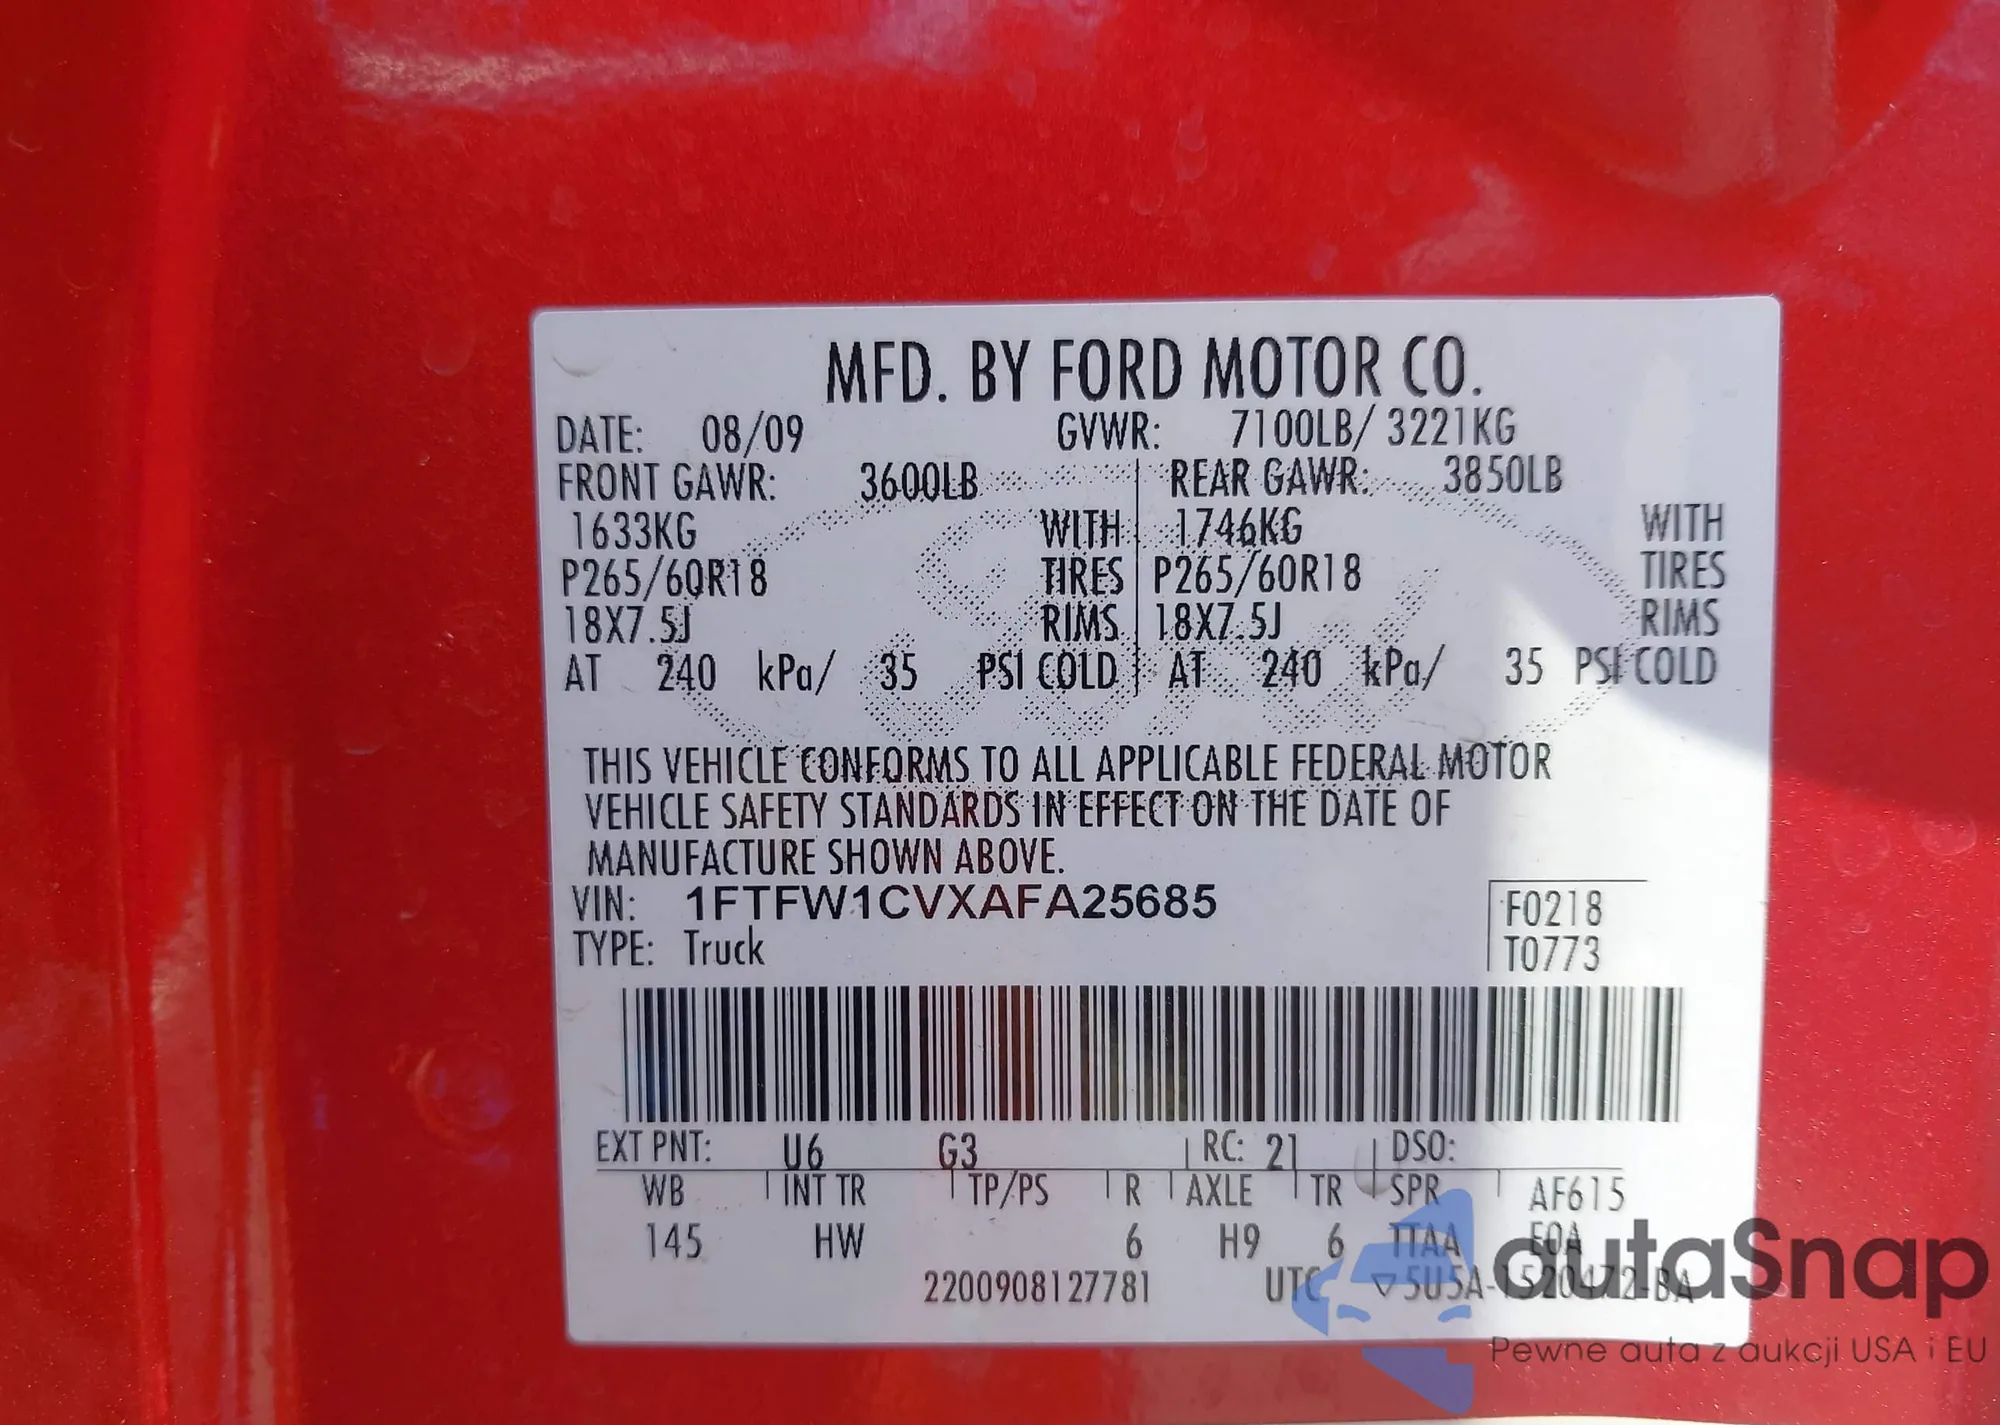 MFD. BY FORD MOTOR CO.
DATE: 08/09 GVWR: 7100LB/ 3221KG
FRONT GAWR: 3600LB REAR GAWR: 3850LB
1633KG WITH 1746KG WITH
P265/60R18 TIRES P265/60R18 TIRES
18X7.5J RIMS 18X7.5J RIMS
AT 240 kPa/ 35 PSI COLD AT 240 kPa/ 35 PSI COLD
THIS VEHICLE CONFORMS TO ALL APPLICABLE FEDERAL MOTOR
VEHICLE SAFETY STANDARDS IN EFFECT ON THE DATE OF
MANUFACTURE SHOWN ABOVE.
VIN: 1FTFW1CVXAFA25685 F0218
TYPE: Truck T0773
EXT PNT: U6 G3 RC: 21 DSO:
WB INT TR TP/PS R AXLE TR SPR AF615
145 HW 6 H9 6 TTAA E0A
2200908127781 UTC ▽5U5A-1520472-BA
autaSnap
Pewne auta z aukcji USA i EU